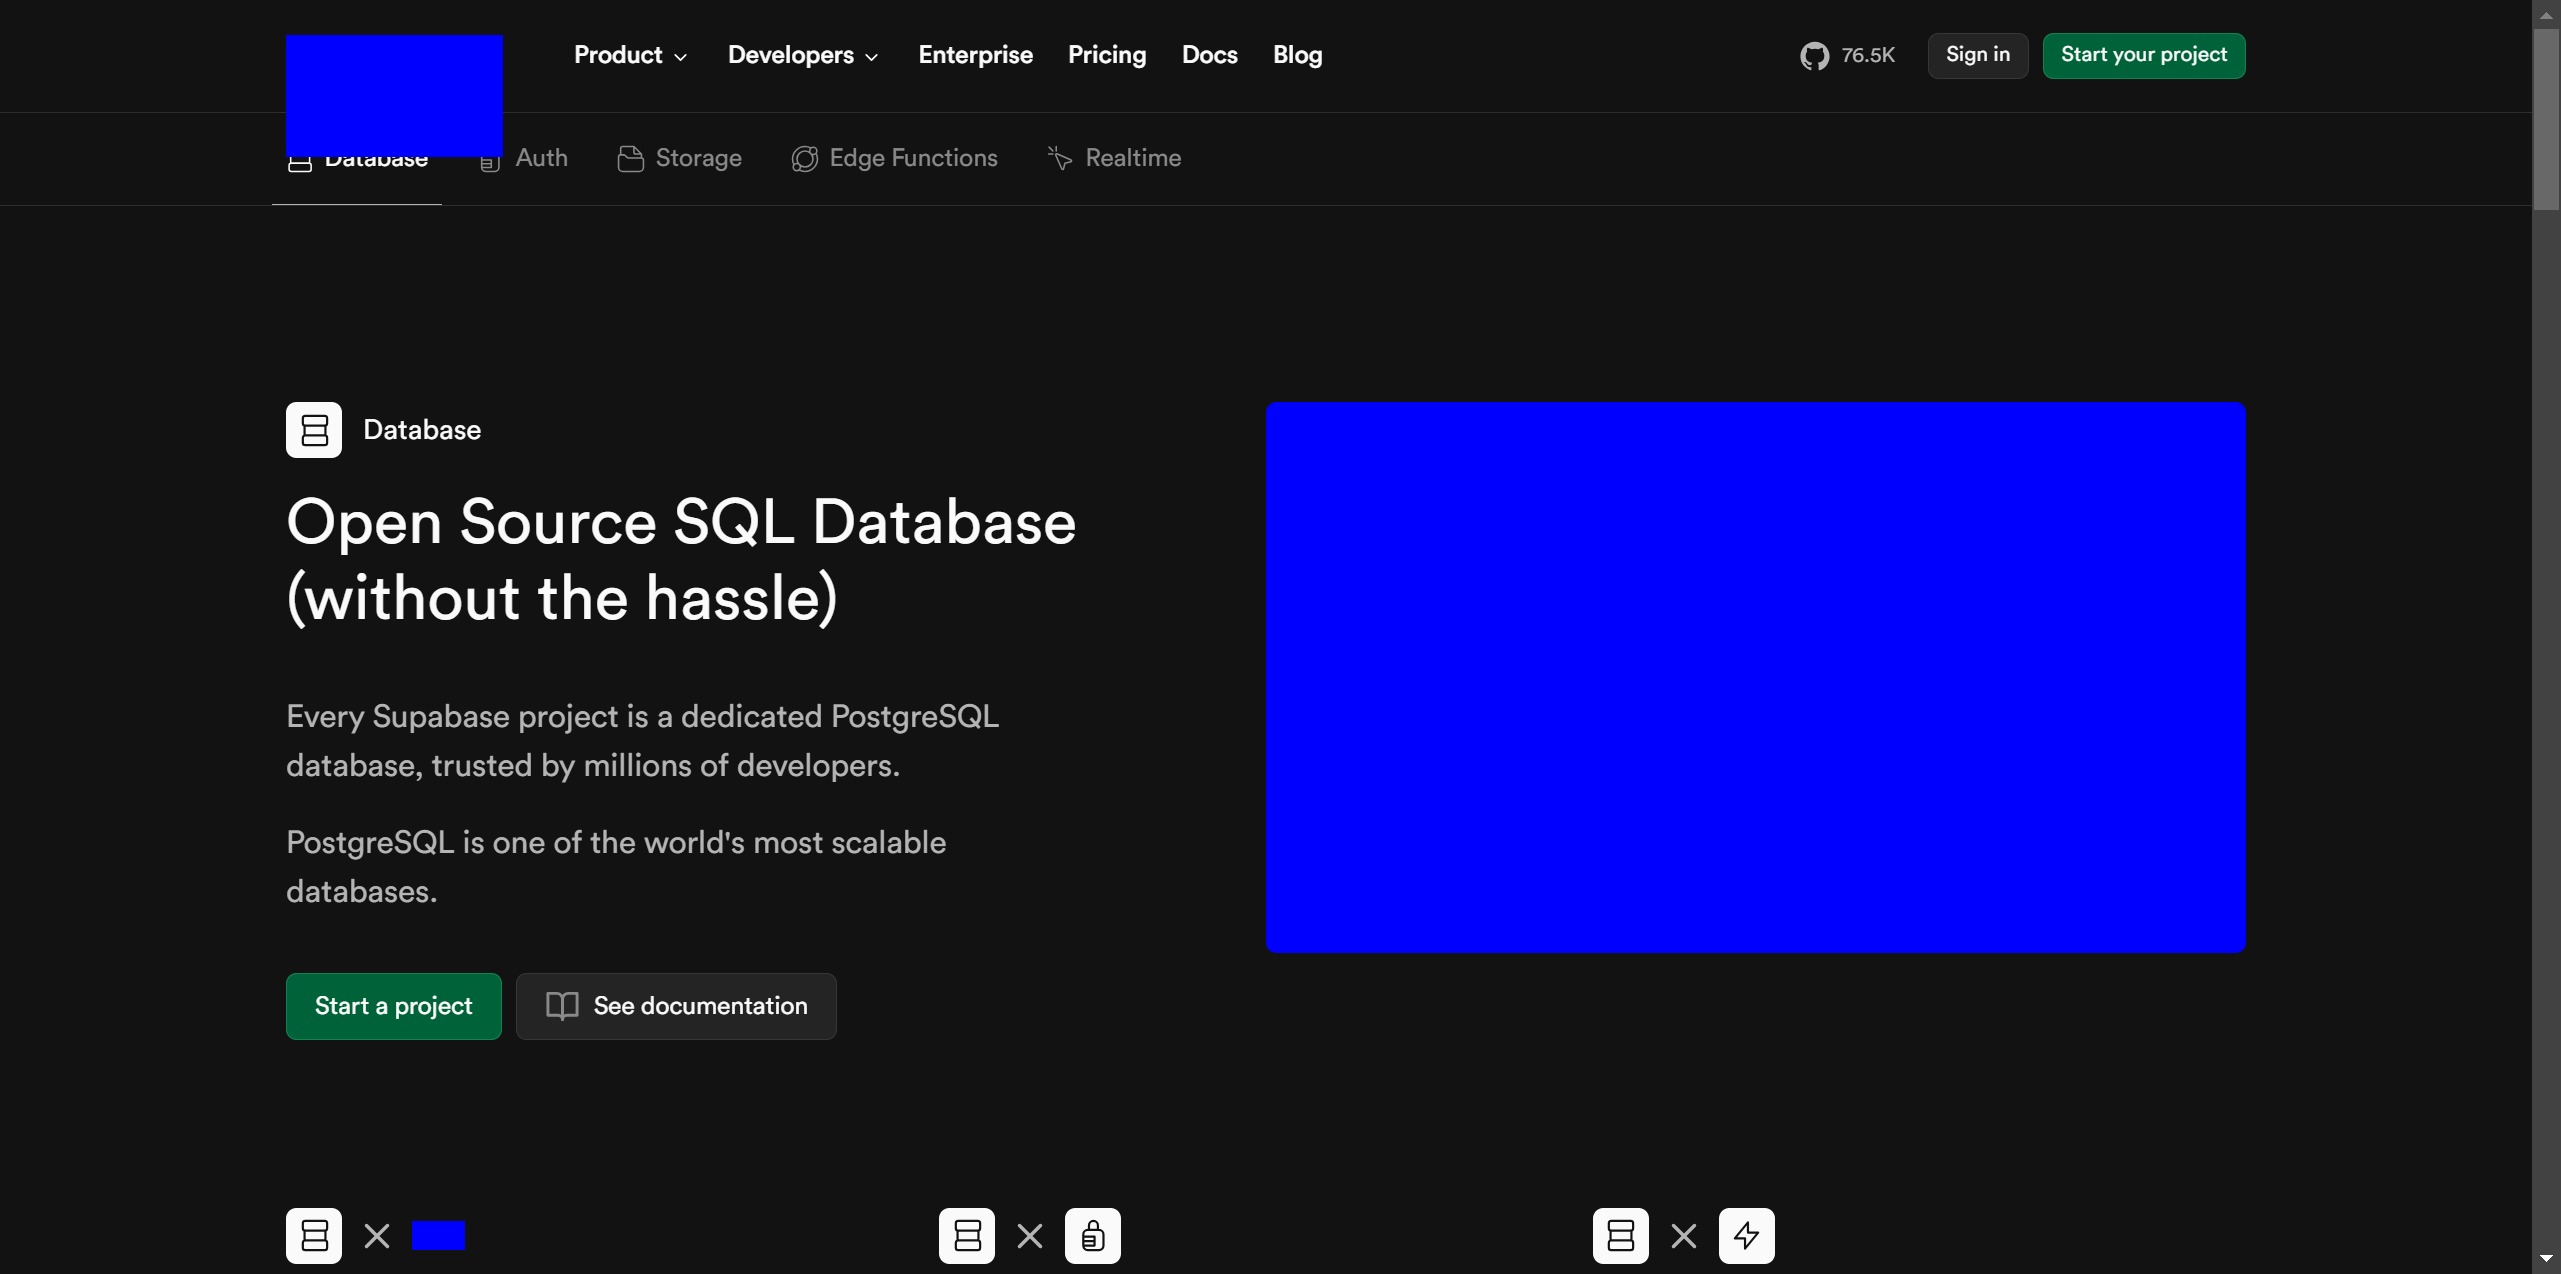 Product
Developers
Enterprise
Pricing
Docs
Blog
76.5K
Sign in
Start your project
Database
Auth
Storage
Edge Functions
Realtime
Database
Open Source SQL Database
(without the hassle)
Every Supabase project is a dedicated PostgreSQL
database, trusted by millions of developers.
PostgreSQL is one of the world's most scalable
databases.
Start a project
See documentation